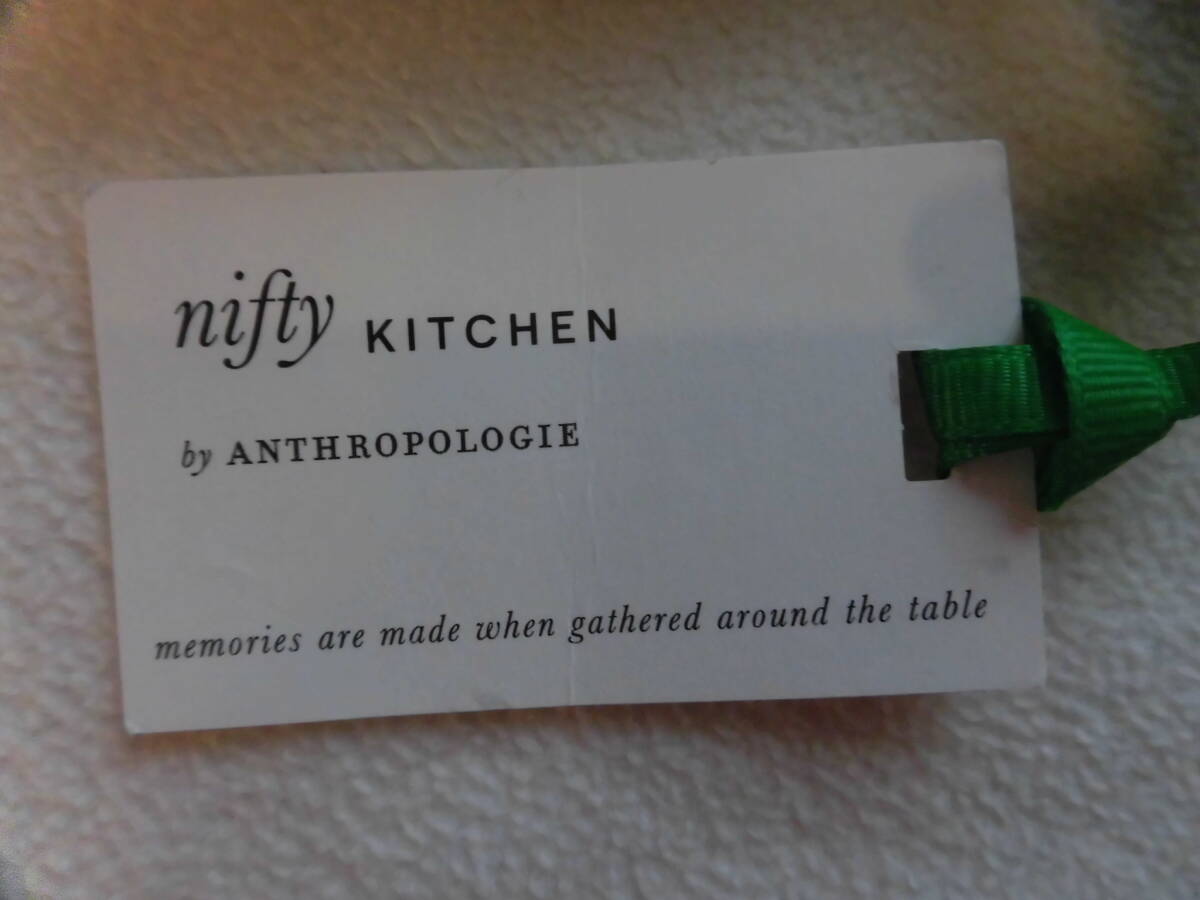 nifty KITCHEN
by ANTHROPOLOGIE
memories are made when gathered around the table